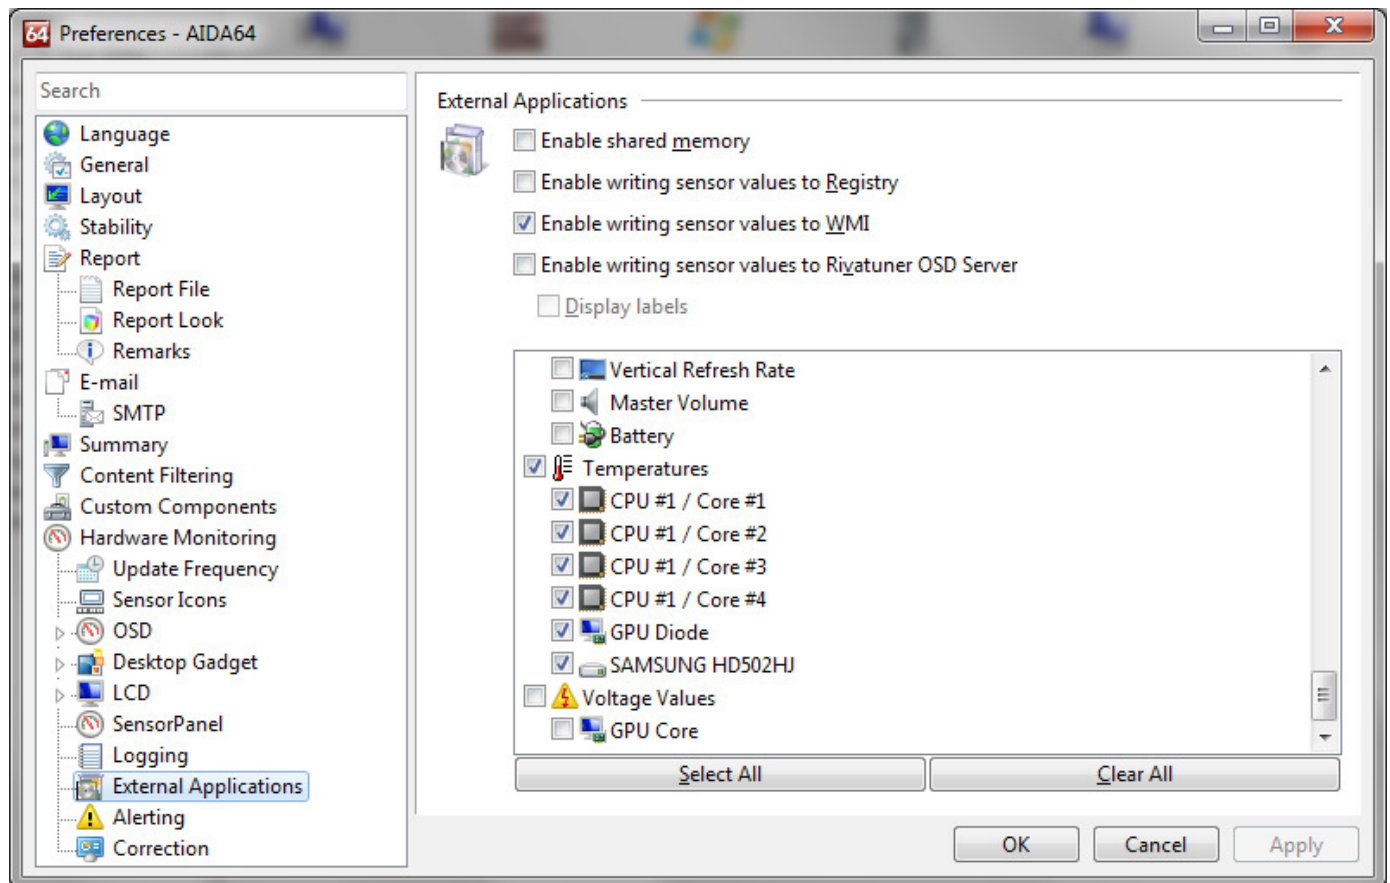 64 Preferences - AIDA64
Search
Language
General
Layout
Stability
Report
Report File
Report Look
Remarks
E-mail
SMTP
Summary
Content Filtering
Custom Components
Hardware Monitoring
Update Frequency
Sensor Icons
OSD
Desktop Gadget
LCD
SensorPanel
Logging
External Applications
Alerting
Correction
External Applications
Enable shared memory
Enable writing sensor values to Registry
Enable writing sensor values to WMI
Enable writing sensor values to Rivatuner OSD Server
Display labels
Vertical Refresh Rate
Master Volume
Battery
Temperatures
CPU #1 / Core #1
CPU #1 / Core #2
CPU #1 / Core #3
CPU #1 / Core #4
GPU Diode
SAMSUNG HD502HJ
Voltage Values
GPU Core
Select All
Clear All
OK
Cancel
Apply